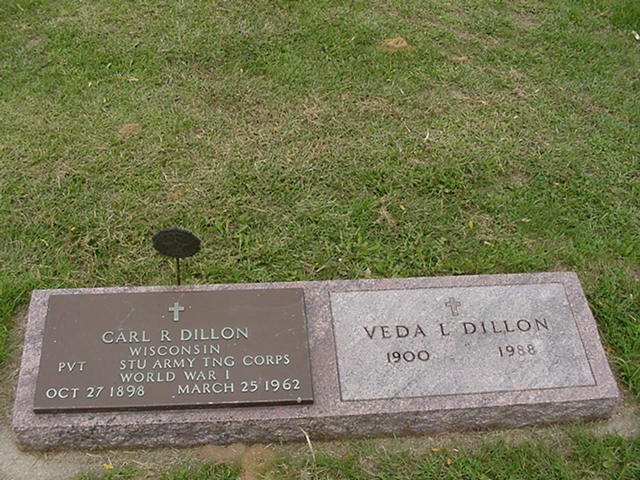 CARL R DILLON
WISCONSIN
PVT STU ARMY TNG CORPS
WORLD WAR I
OCT 27 1898 MARCH 25 1962
VEDA L DILLON
1900 1988